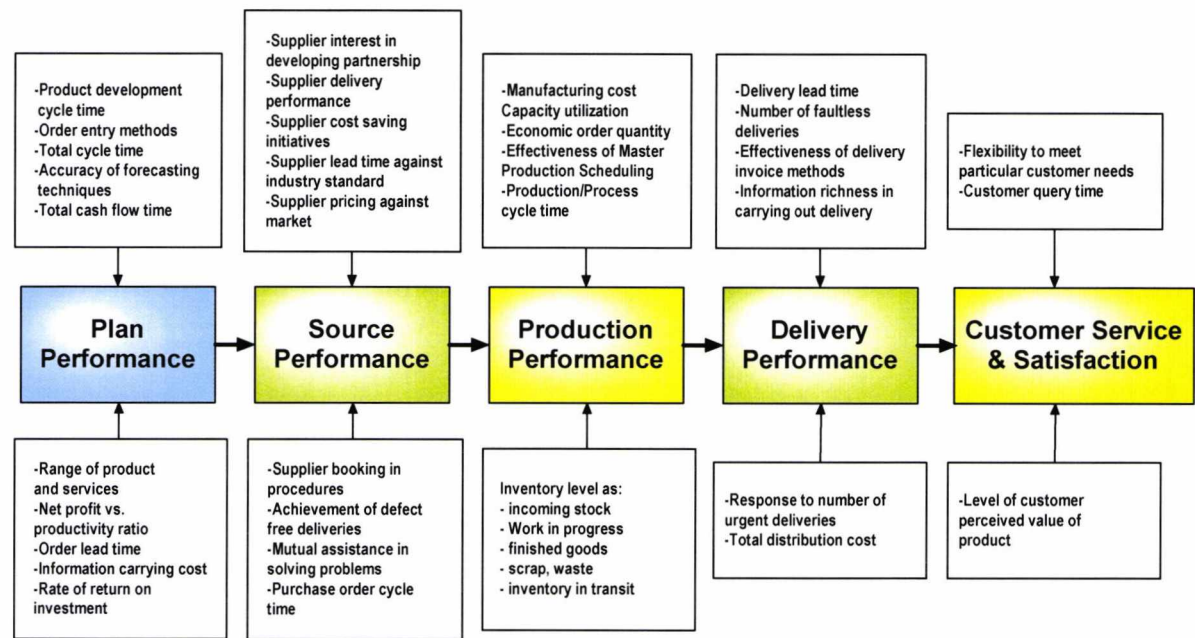 -Product development
cycle time
-Order entry methods
-Total cycle time
-Accuracy of forecasting
techniques
-Total cash flow time
-Supplier interest in
developing partnership
-Supplier delivery
performance
-Supplier cost saving
initiatives
-Supplier lead time against
industry standard
-Supplier pricing against
market
-Manufacturing cost
Capacity utilization
-Economic order quantity
-Effectiveness of Master
Production Scheduling
-Production/Process
cycle time
-Delivery lead time
-Number of faultless
deliveries
-Effectiveness of delivery
invoice methods
-Information richness in
carrying out delivery
-Flexibility to meet
particular customer needs
-Customer query time
Plan
Performance
Source
Performance
Production
Performance
Delivery
Performance
Customer Service
& Satisfaction
-Range of product
and services
-Net profit vs.
productivity ratio
-Order lead time
-Information carrying cost
-Rate of return on
investment
-Supplier booking in
procedures
-Achievement of defect
free deliveries
-Mutual assistance in
solving problems
-Purchase order cycle
time
Inventory level as:
- incoming stock
- Work in progress
- finished goods
- scrap, waste
- inventory in transit
-Response to number of
urgent deliveries
-Total distribution cost
-Level of customer
perceived value of
product